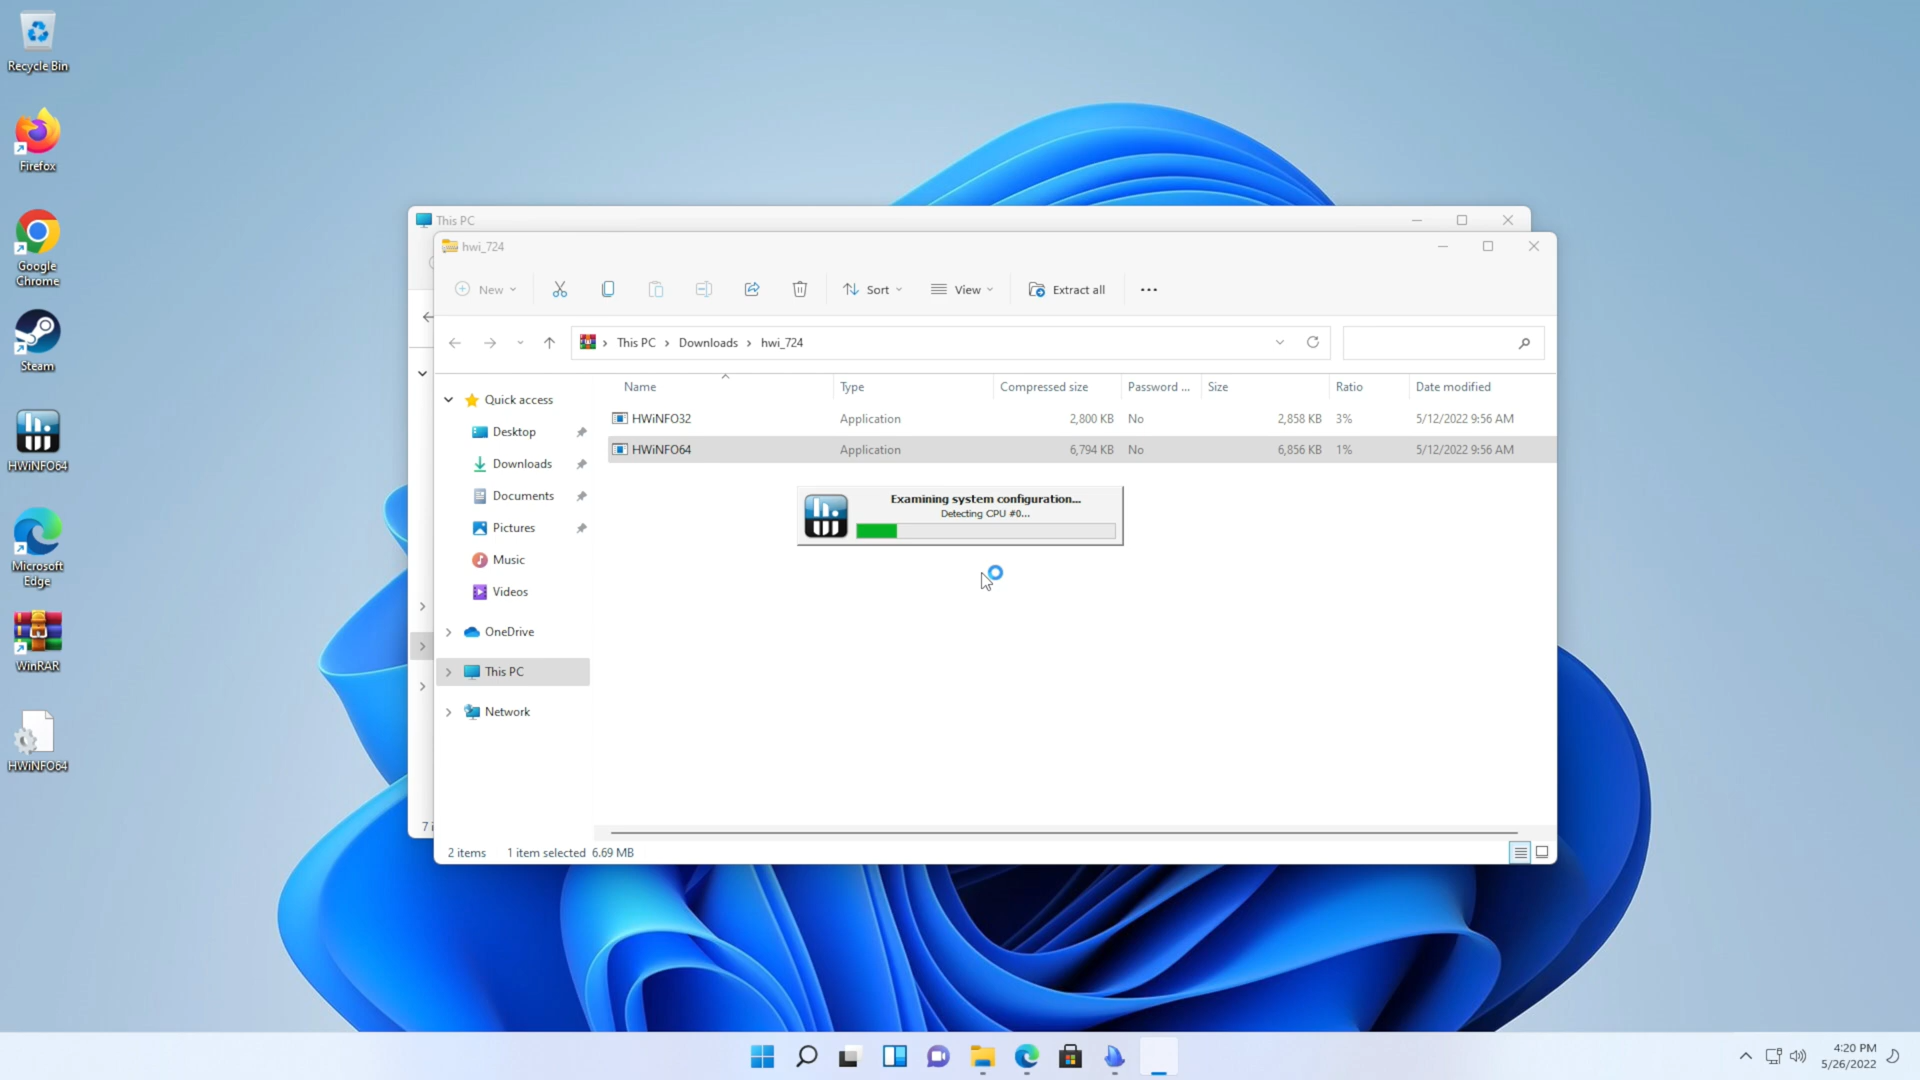 Recycle Bin
Firefox
Google
Chrome
Steam
HWiNFO64
Microsoft
Edge
WinRAR
HWiNFO64
This PC
hwi_724
New
Sort
View
Extract all
This PC > Downloads > hwi_724
Name Type Compressed size Password ... Size Ratio Date modified
HWiNFO32 Application 2,800 KB No 2,858 KB 3% 5/12/2022 9:56 AM
HWiNFO64 Application 6,794 KB No 6,856 KB 1% 5/12/2022 9:56 AM
Quick access
Desktop
Downloads
Documents
Pictures
Music
Videos
OneDrive
This PC
Network
Examining system configuration...
Detecting CPU #0...
7 i
2 items 1 item selected 6.69 MB
4:20 PM
5/26/2022